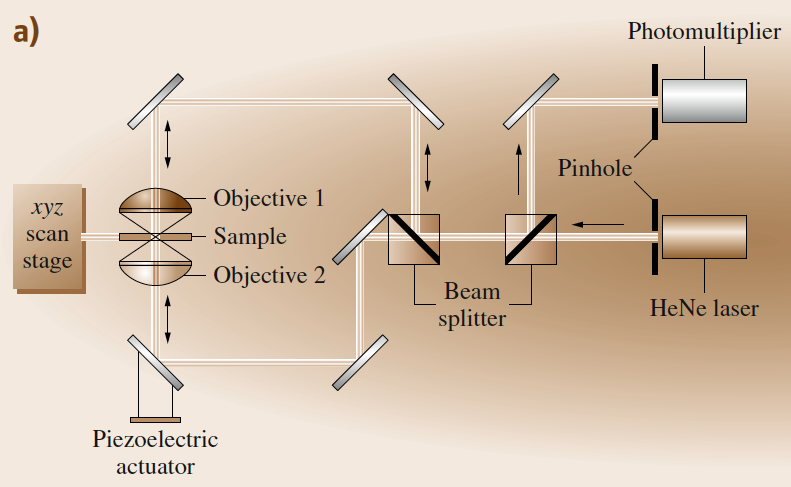 a)
Photomultiplier
Pinhole
xyz
scan
stage
Objective 1
Sample
Objective 2
Beam
splitter
HeNe laser
Piezoelectric
actuator